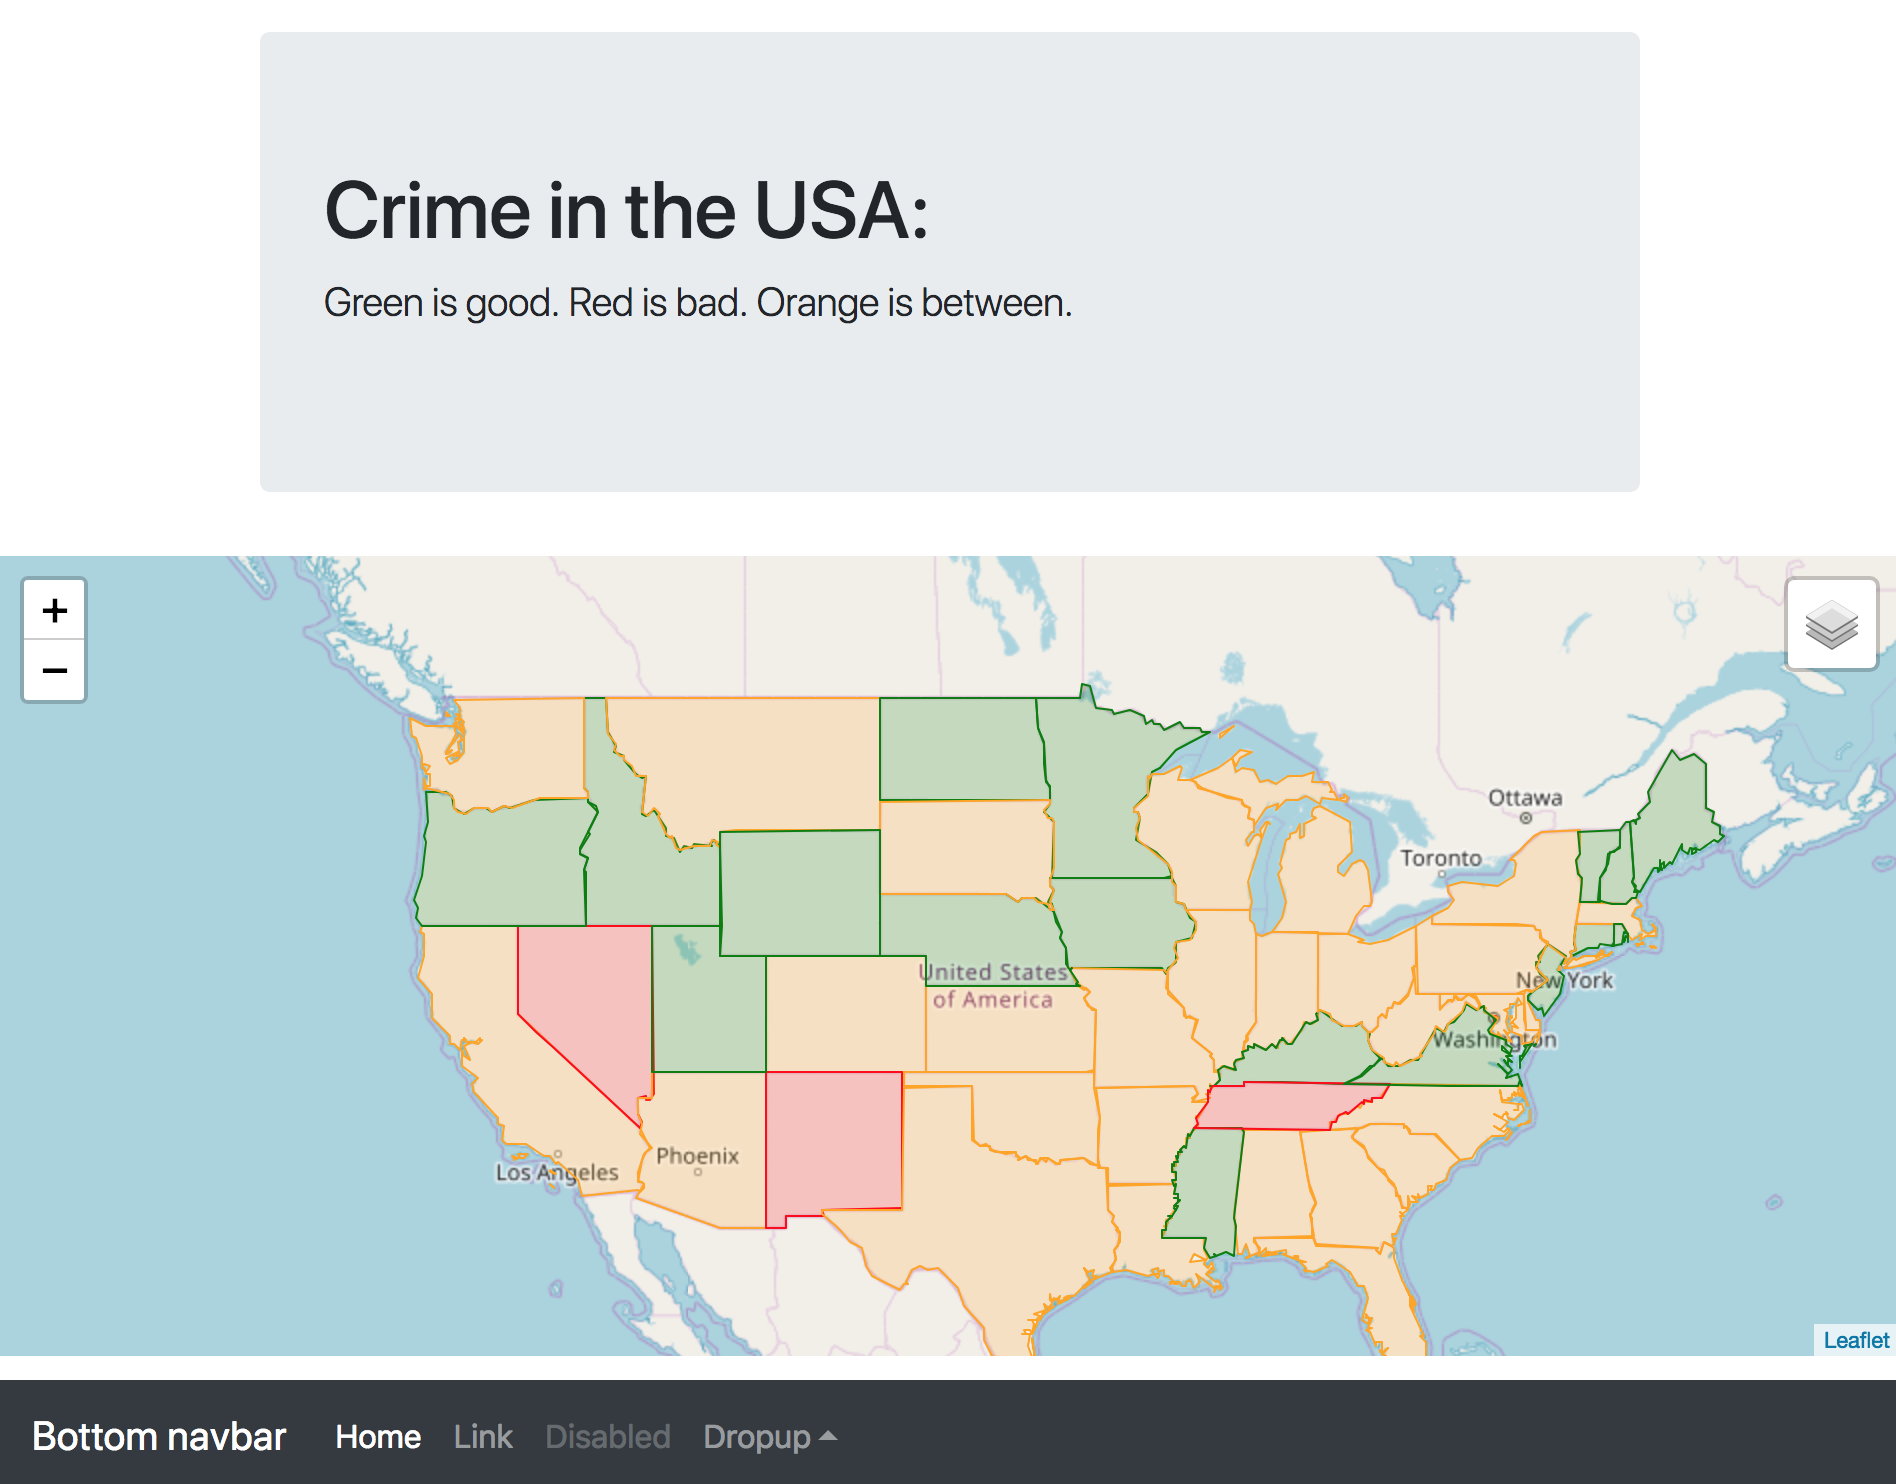 Crime in the USA:
Green is good. Red is bad. Orange is between.
+
−
Ottawa
Toronto
United States
of America
New York
Washington
Phoenix
Los Angeles
Leaflet
Bottom navbar Home Link Disabled Dropup